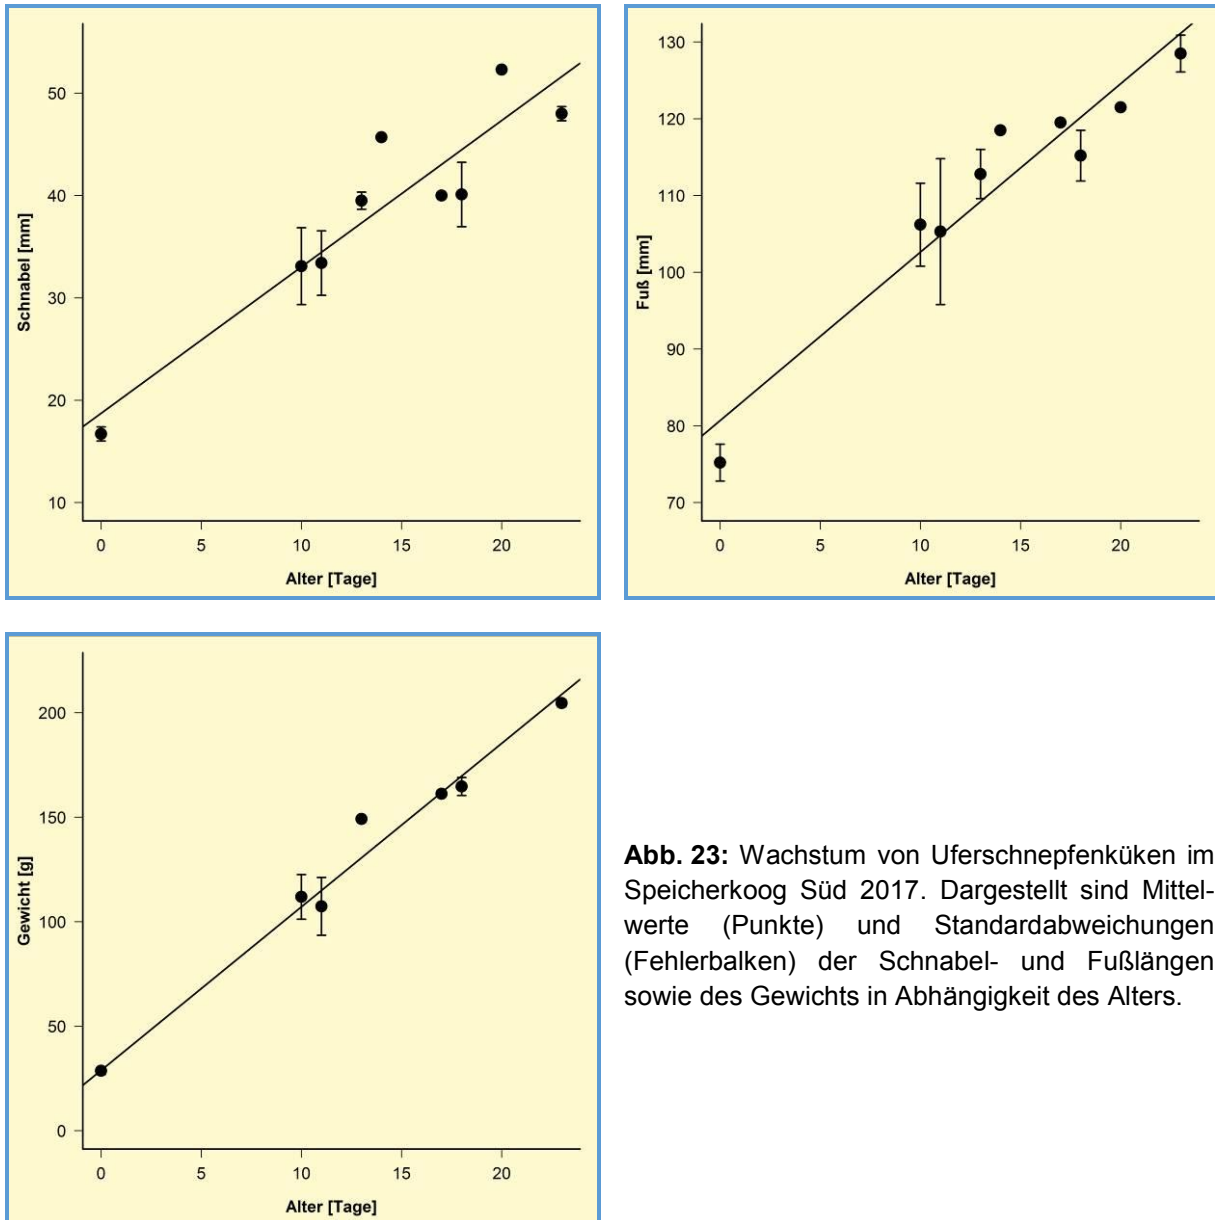 50
40
30
20
10
Schnabel [mm]
0 5 10 15 20
Alter [Tage]
130
120
110
100
90
80
70
Fuß [mm]
0 5 10 15 20
Alter [Tage]
200
150
100
50
0
Gewicht [g]
0 5 10 15 20
Alter [Tage]
Abb. 23: Wachstum von Uferschnepfenküken im
Speicherkoog Süd 2017. Dargestellt sind Mittel-
werte (Punkte) und Standardabweichungen
(Fehlerbalken) der Schnabel- und Fußlängen
sowie des Gewichts in Abhängigkeit des Alters.